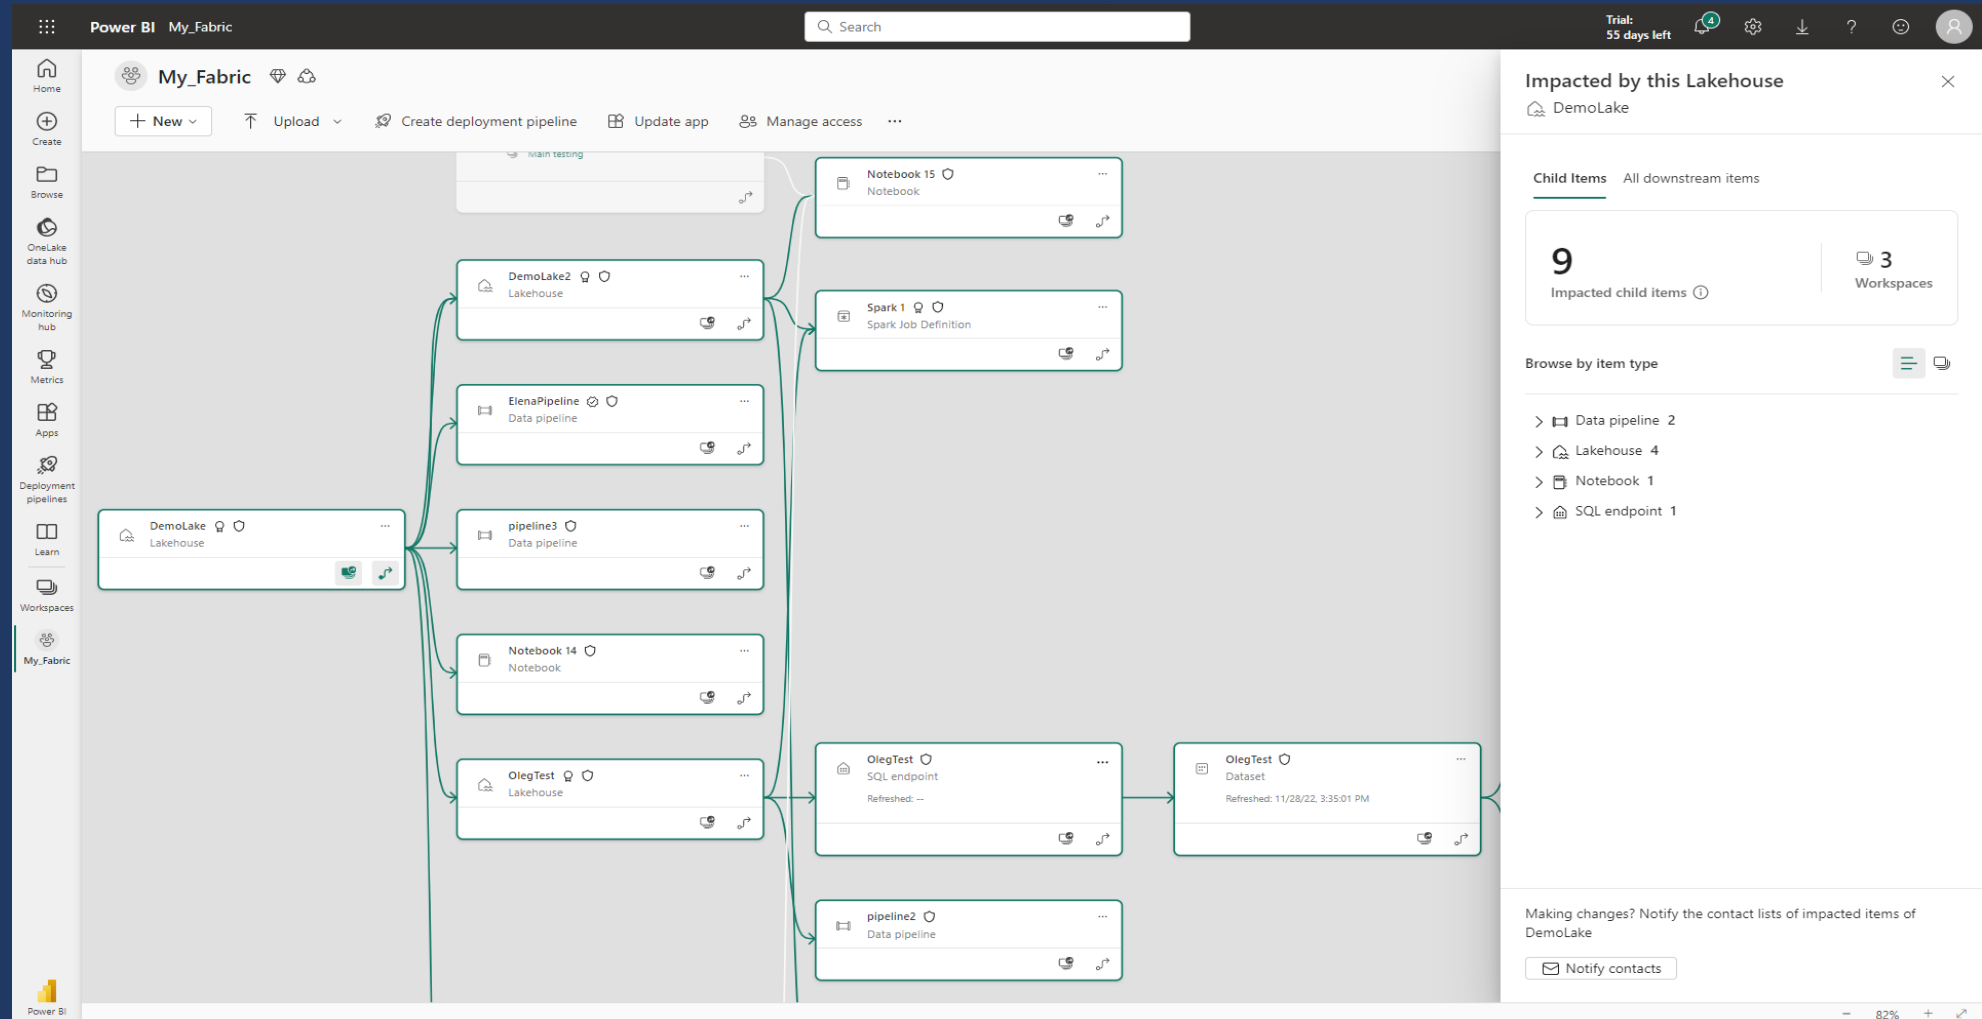 Power BI My_Fabric
Search
Trial:
55 days left
4
Home
Create
Browse
OneLake
data hub
Monitoring
hub
Metrics
Apps
Deployment
pipelines
Learn
Workspaces
My_Fabric
Power BI
My_Fabric
New
Upload
Create deployment pipeline
Update app
Manage access
...
Main testing
Notebook 15
Notebook
DemoLake2
Lakehouse
Spark 1
Spark Job Definition
ElenaPipeline
Data pipeline
DemoLake
Lakehouse
pipeline3
Data pipeline
Notebook 14
Notebook
OlegTest
Lakehouse
OlegTest
SQL endpoint
Refreshed: --
OlegTest
Dataset
Refreshed: 11/28/22, 3:35:01 PM
pipeline2
Data pipeline
Impacted by this Lakehouse
DemoLake
Child Items All downstream items
9
Impacted child items
3
Workspaces
Browse by item type
Data pipeline 2
Lakehouse 4
Notebook 1
SQL endpoint 1
Making changes? Notify the contact lists of impacted items of
DemoLake
Notify contacts
82%